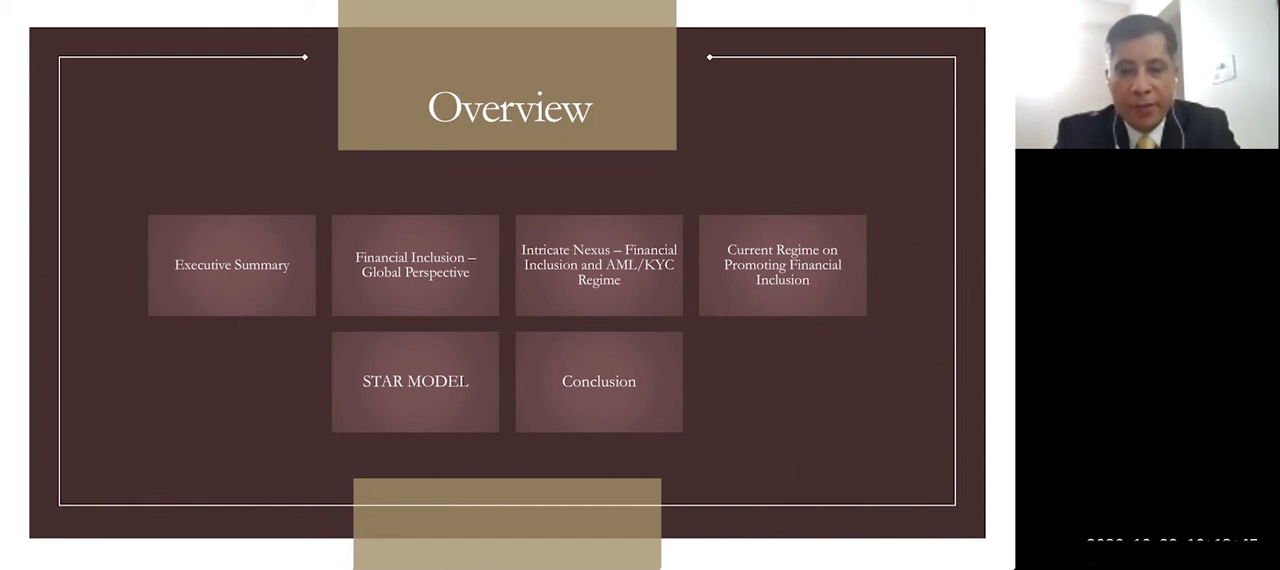 Overview
Executive Summary
Financial Inclusion –
Global Perspective
Intricate Nexus – Financial
Inclusion and AML/KYC
Regime
Current Regime on
Promoting Financial
Inclusion
STAR MODEL
Conclusion